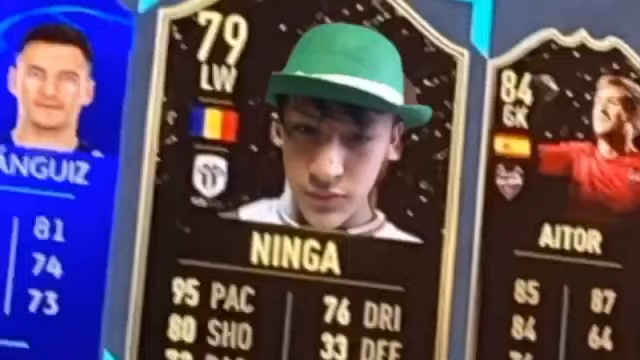 ÁNGUIZ
81
74
73
79
LW
NINGA
95 PAC
76 DRI
80 SHO
33 DEF
84
GK
AITOR
85
87
84
64